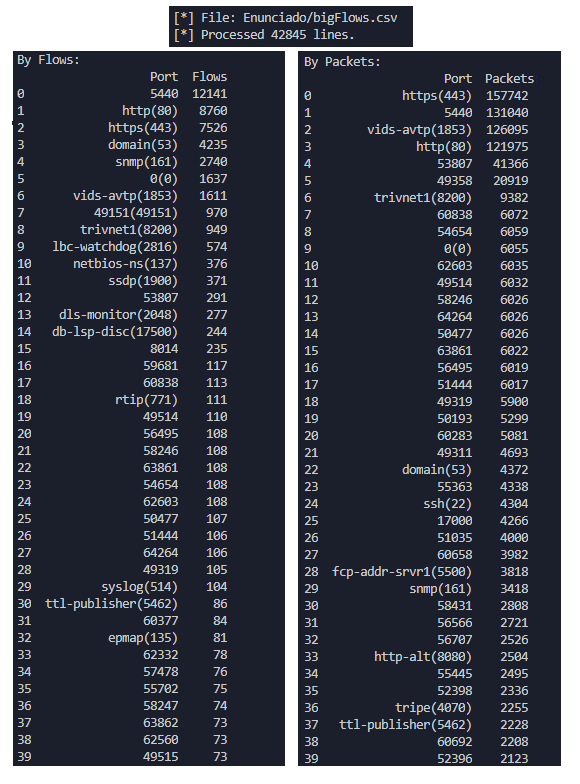 [*] File: Enunciado/bigFlows.csv
[*] Processed 42845 lines.
By Flows:
Port Flows
0 5440 12141
1 http(80) 8760
2 https(443) 7526
3 domain(53) 4235
4 snmp(161) 2740
5 0(0) 1637
6 vids-avtp(1853) 1611
7 49151(49151) 970
8 trivnet1(8200) 949
9 lbc-watchdog(2816) 574
10 netbios-ns(137) 376
11 ssdp(1900) 371
12 53807 291
13 dls-monitor(2048) 277
14 db-lsp-disc(17500) 244
15 8014 235
16 59681 117
17 60838 113
18 rtip(771) 111
19 49514 110
20 56495 108
21 58246 108
22 63861 108
23 54654 108
24 62603 108
25 50477 107
26 51444 106
27 64264 106
28 49319 105
29 syslog(514) 104
30 ttl-publisher(5462) 86
31 60377 84
32 epmap(135) 81
33 62332 78
34 57478 76
35 55702 75
36 58247 74
37 63862 73
38 62560 73
39 49515 73
By Packets:
Port Packets
0 https(443) 157742
1 5440 131040
2 vids-avtp(1853) 126095
3 http(80) 121975
4 53807 41366
5 49358 20919
6 trivnet1(8200) 9382
7 60838 6072
8 54654 6059
9 0(0) 6055
10 62603 6035
11 49514 6032
12 58246 6026
13 64264 6026
14 50477 6026
15 63861 6022
16 56495 6019
17 51444 6017
18 49319 5900
19 50193 5299
20 60283 5081
21 49311 4693
22 domain(53) 4372
23 55363 4338
24 ssh(22) 4304
25 17000 4266
26 51035 4000
27 60658 3982
28 fcp-addr-srvr1(5500) 3818
29 snmp(161) 3418
30 58431 2808
31 56566 2721
32 56707 2526
33 http-alt(8080) 2504
34 55445 2495
35 52398 2336
36 tripe(4070) 2255
37 ttl-publisher(5462) 2228
38 60692 2208
39 52396 2123